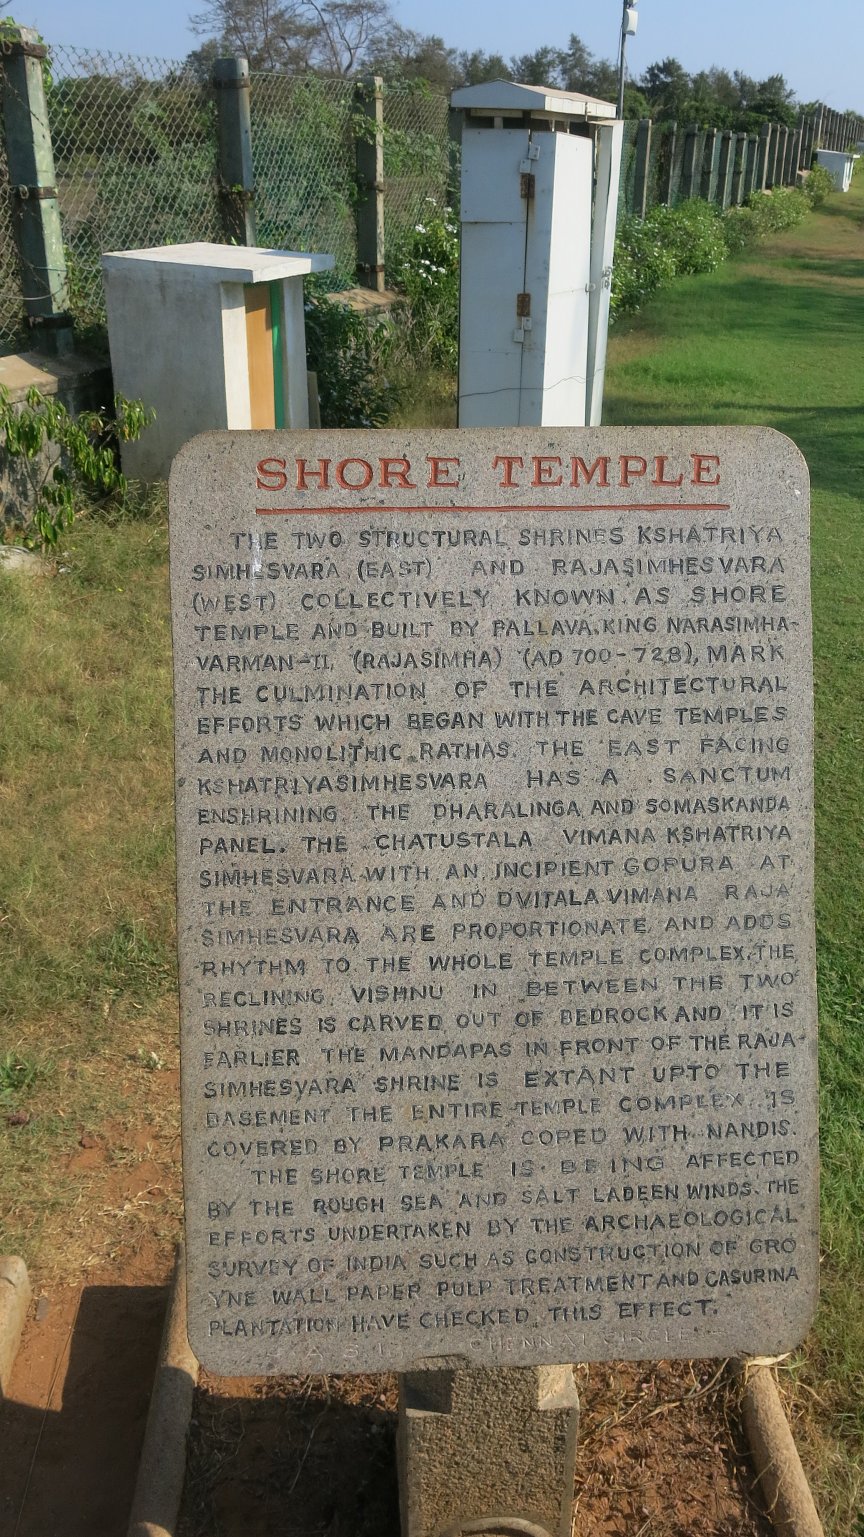 SHORE TEMPLE
THE TWO STRUCTURAL SHRINES KSHATRIYA
SIMHESVARA (EAST) AND RAJASIMHESVARA
(WEST) COLLECTIVELY KNOWN AS SHORE
TEMPLE AND BUILT BY PALLAVA KING NARASIMHA-
VARMAN-II, (RAJASIMHA) (AD 700-728), MARK
THE CULMINATION OF THE ARCHITECTURAL
EFFORTS WHICH BEGAN WITH THE CAVE TEMPLES
AND MONOLITHIC RATHAS. THE EAST FACING
KSHATRIYASIMHESVARA HAS A SANCTUM
ENSHRINING THE DHARALINGA AND SOMASKANDA
PANEL. THE CHATUSTALA VIMANA KSHATRIYA
SIMHESVARA WITH AN INCIPIENT GOPURA AT
THE ENTRANCE AND DVITALA VIMANA RAJA
SIMHESVARA ARE PROPORTIONATE AND ADDS
RHYTHM TO THE WHOLE TEMPLE COMPLEX. THE
RECLINING VISHNU IN BETWEEN THE TWO
SHRINES IS CARVED OUT OF BEDROCK AND IT IS
EARLIER THE MANDAPAS IN FRONT OF THE RAJA-
SIMHESVARA SHRINE IS EXTANT UPTO THE
BASEMENT THE ENTIRE TEMPLE COMPLEX IS
COVERED BY PRAKARA COPED WITH NANDIS.
THE SHORE TEMPLE IS BEING AFFECTED
BY THE ROUGH SEA AND SALT LADEEN WINDS. THE
EFFORTS UNDERTAKEN BY THE ARCHAEOLOGICAL
SURVEY OF INDIA SUCH AS CONSTRUCTION OF GRO
YNE WALL PAPER PULP TREATMENT AND CASURINA
PLANTATION HAVE CHECKED THIS EFFECT.
CHENNAI CIRCLE